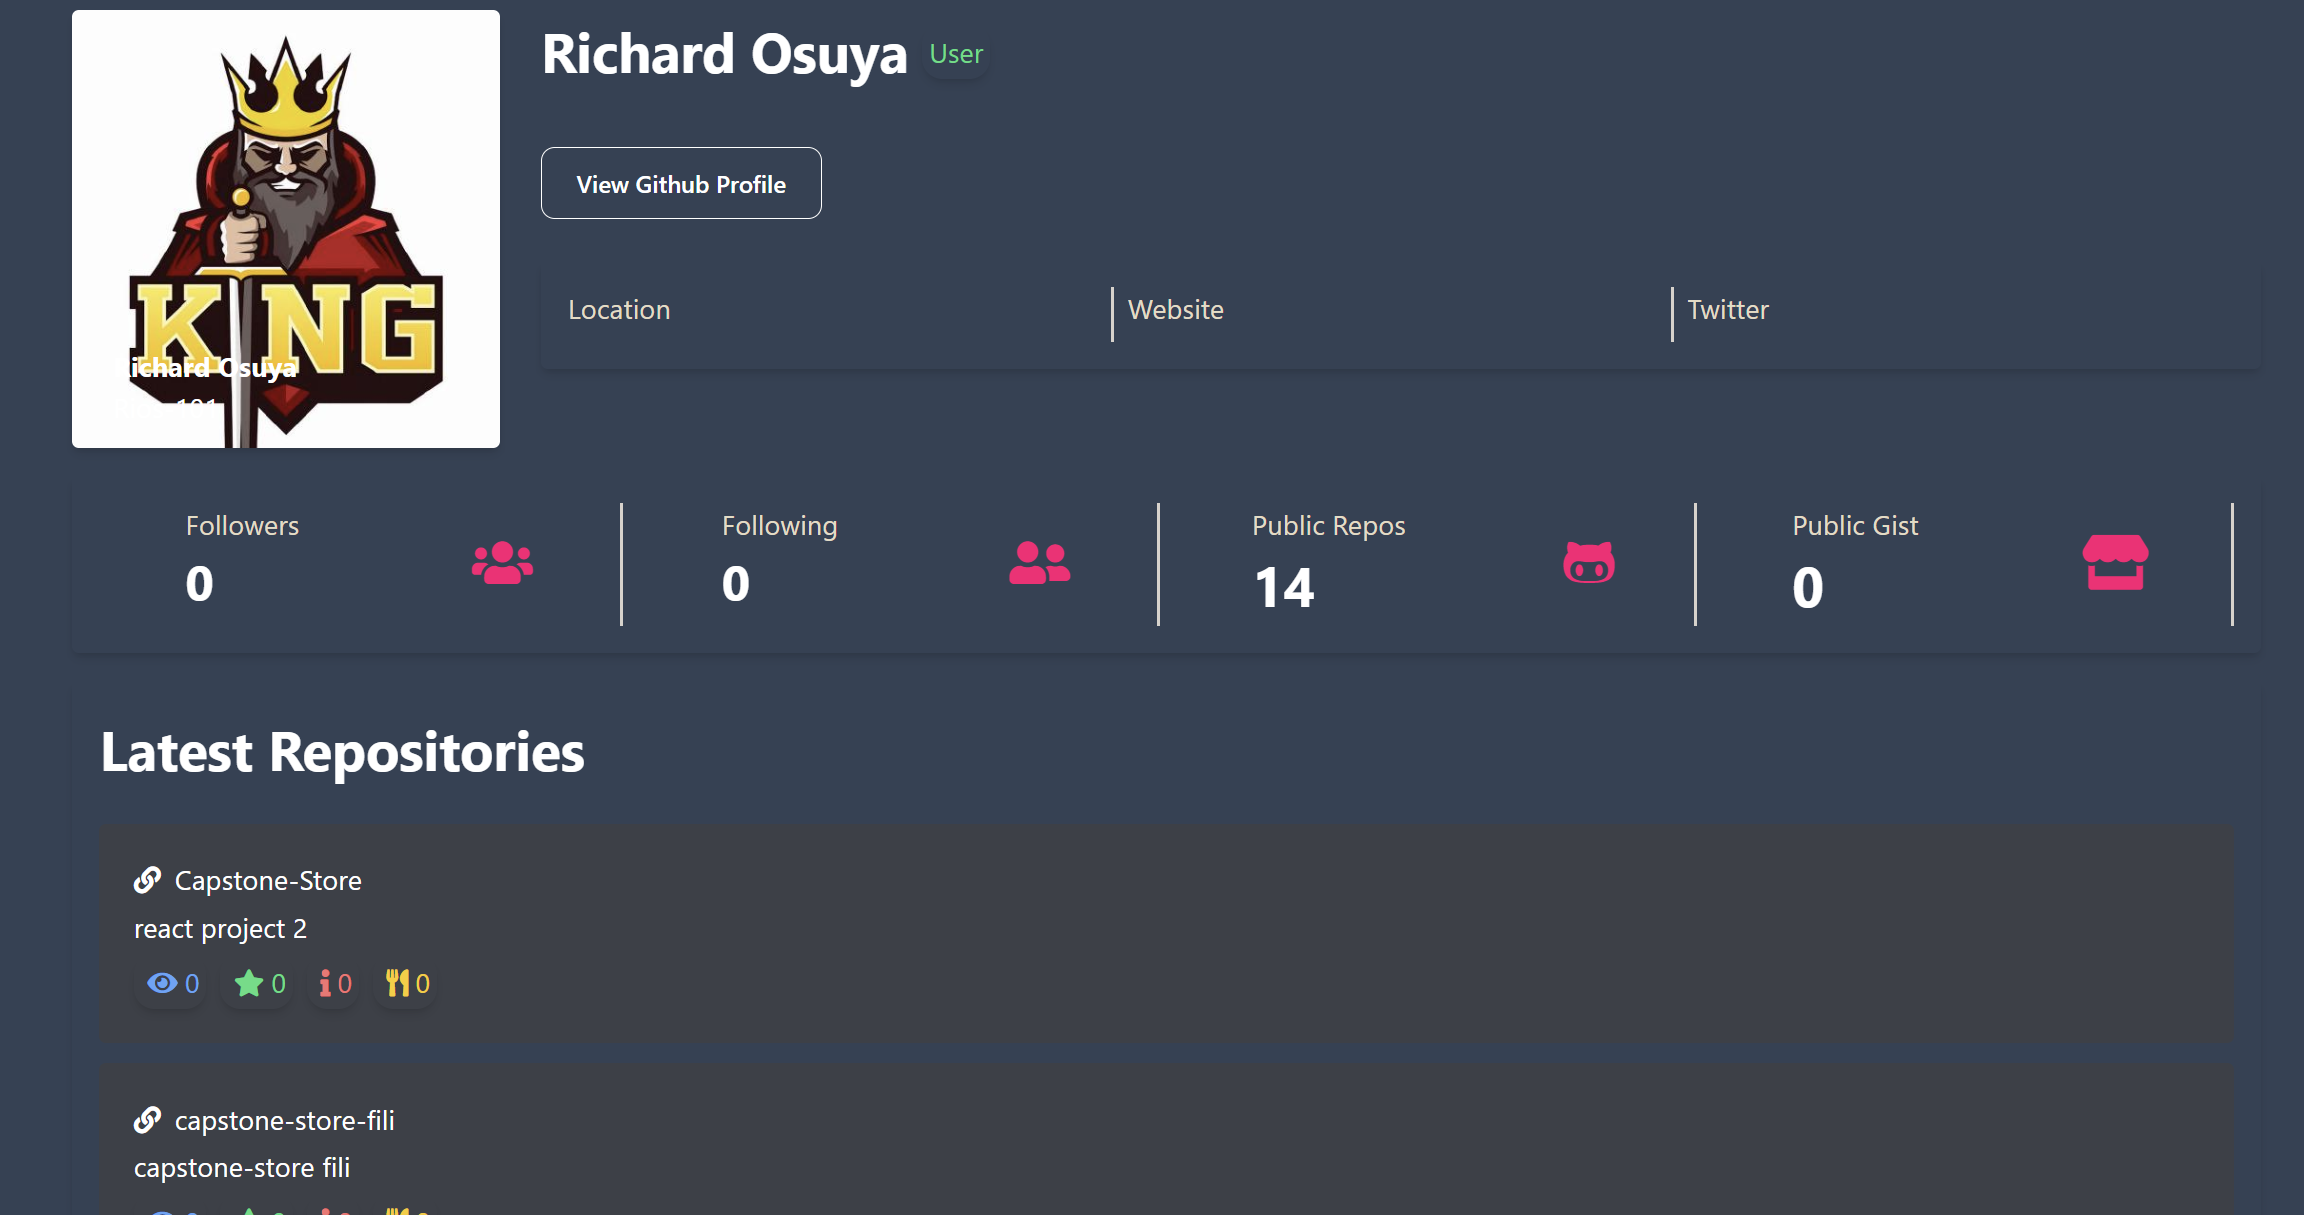 Richard Osuya User
View Github Profile
Location Website Twitter
KING
Richard Osuya
101
Followers Following Public Repos Public Gist
0 0 14 0
Latest Repositories
Capstone-Store
react project 2
0 0 0 0
capstone-store-fili
capstone-store fili